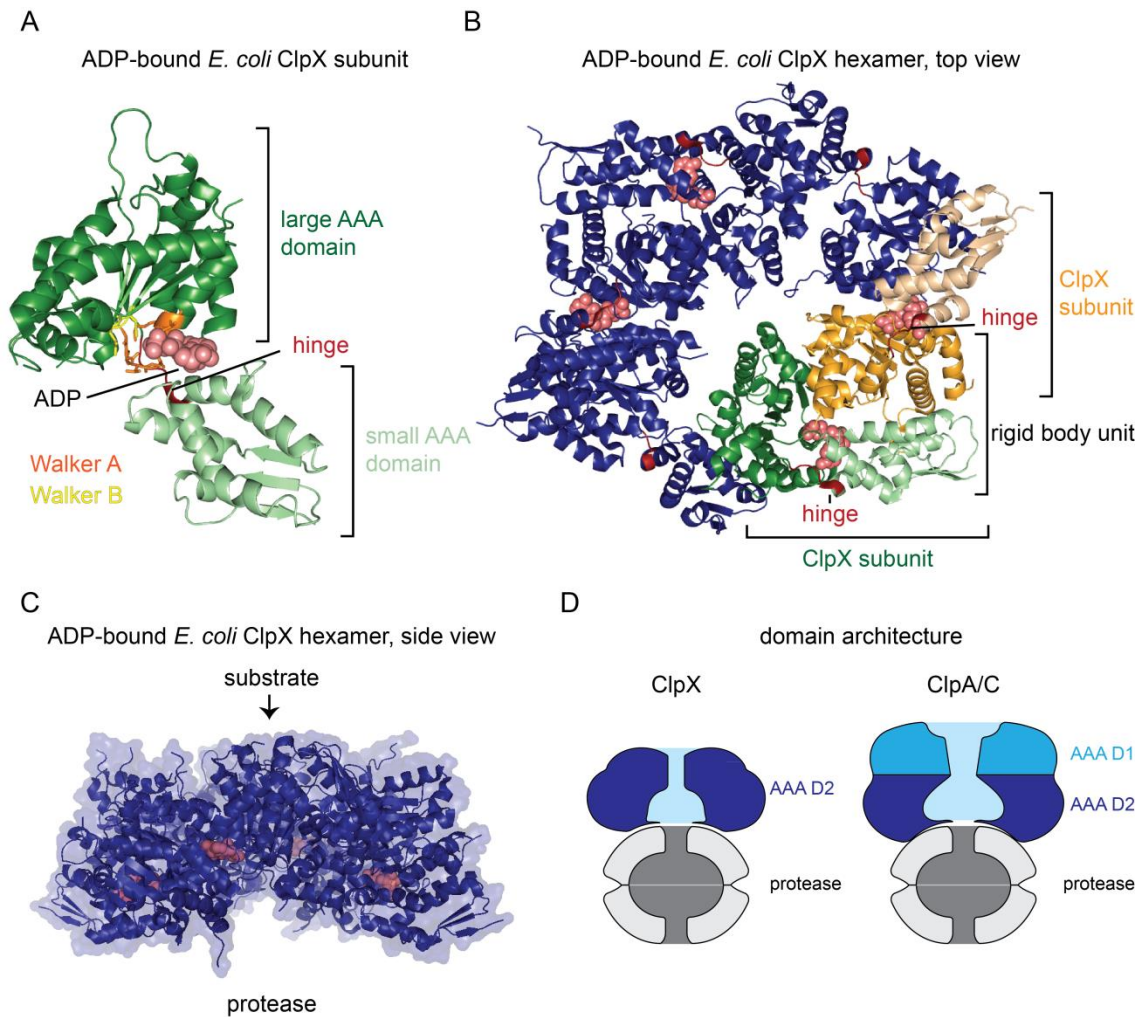 A
ADP-bound E. coli ClpX subunit
large AAA
domain
hinge
ADP
small AAA
domain
Walker A
Walker B
B
ADP-bound E. coli ClpX hexamer, top view
ClpX
subunit
hinge
rigid body unit
hinge
ClpX subunit
C
ADP-bound E. coli ClpX hexamer, side view
substrate
protease
D
domain architecture
ClpX
ClpA/C
AAA D1
AAA D2
AAA D2
protease
protease